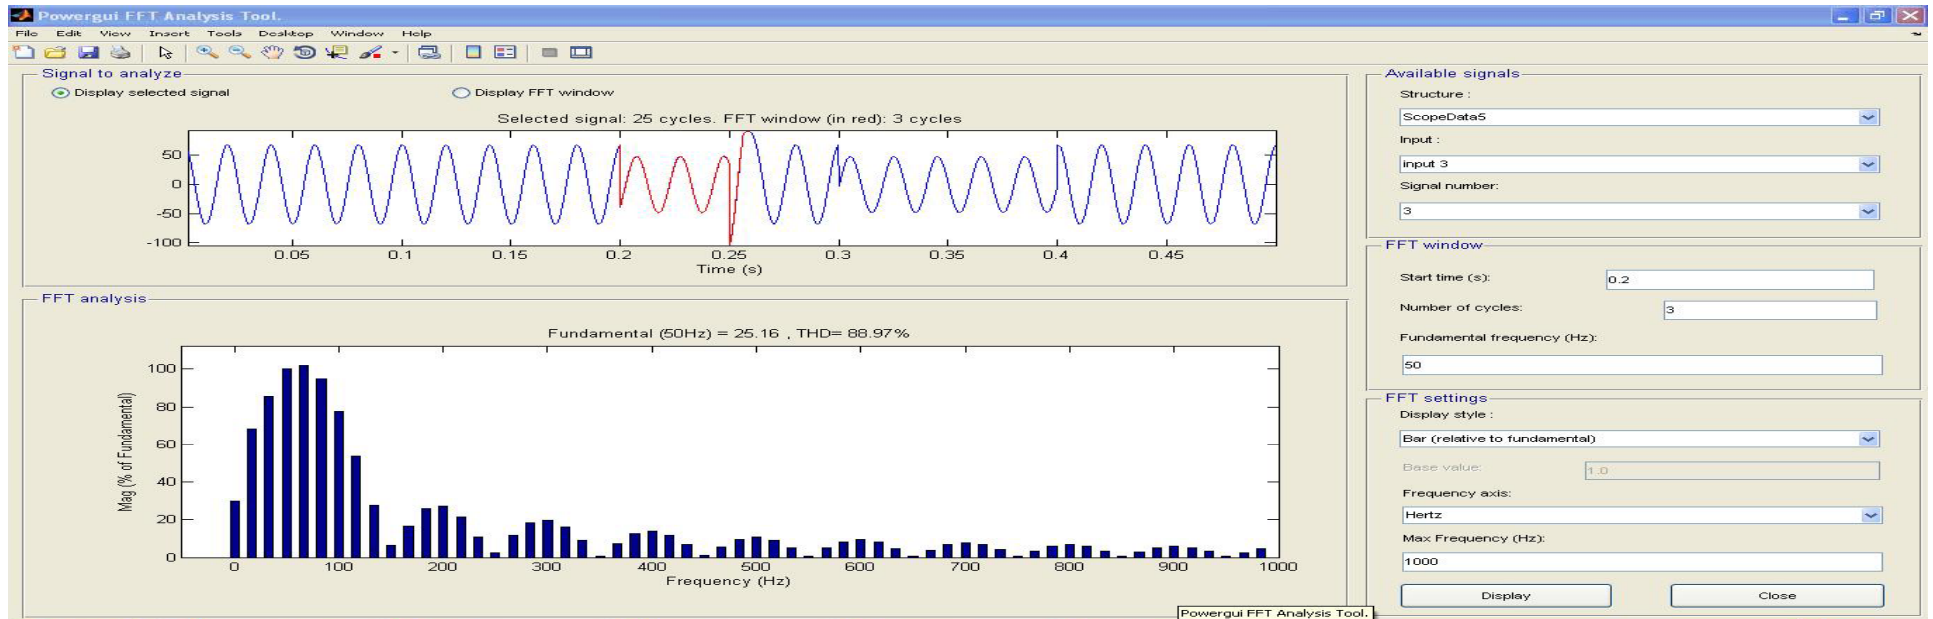 Powergui FFT Analysis Tool.
File Edit View Insert Tools Desktop Window Help
Signal to analyze
Display selected signal
Display FFT window
Selected signal: 25 cycles. FFT window (in red): 3 cycles
50
0
-50
-100
0.05 0.1 0.15 0.2 0.25 0.3 0.35 0.4 0.45
Time (s)
FFT analysis
Fundamental (50Hz) = 25.16 , THD= 88.97%
100
80
60
40
20
0
Mag (% of Fundamental)
0 100 200 300 400 500 600 700 800 900 1000
Frequency (Hz)
Available signals
Structure :
ScopeData5
Input :
input 3
Signal number:
3
FFT window
Start time (s):
0.2
Number of cycles:
3
Fundamental frequency (Hz):
50
FFT settings
Display style :
Bar (relative to fundamental)
Base value:
1.0
Frequency axis:
Hertz
Max Frequency (Hz):
1000
Display
Close
Powergui FFT Analysis Tool.